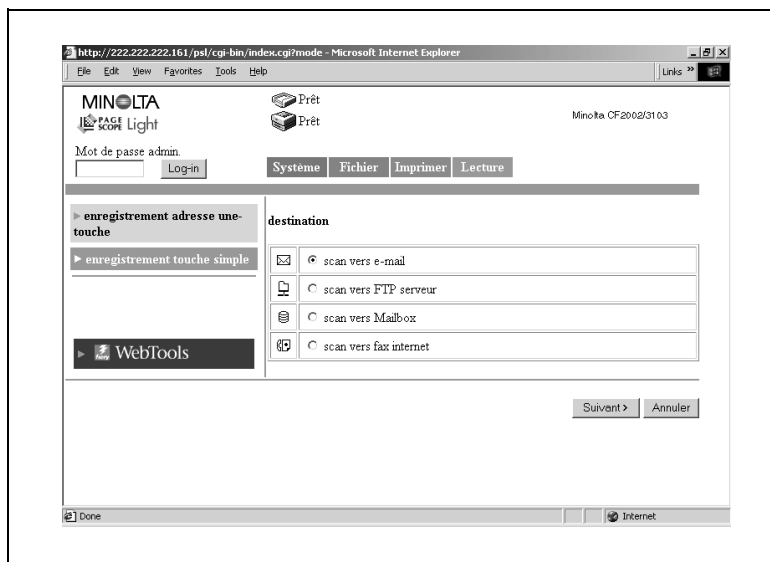 http://222.222.222.161/psl/cgi-bin/index.cgi?mode - Microsoft Internet Explorer
File Edit View Favorites Tools Help
Links »
MINOLTA
PAGE SCOPE Light
Prêt
Prêt
Minolta CF2002/3103
Mot de passe admin.
Log-in
Système Fichier Imprimer Lecture
enregistrement adresse une-
touche
enregistrement touche simple
WebTools
destination
scan vers e-mail
scan vers FTP serveur
scan vers Mailbox
scan vers fax internet
Suivant >
Annuler
Done
Internet